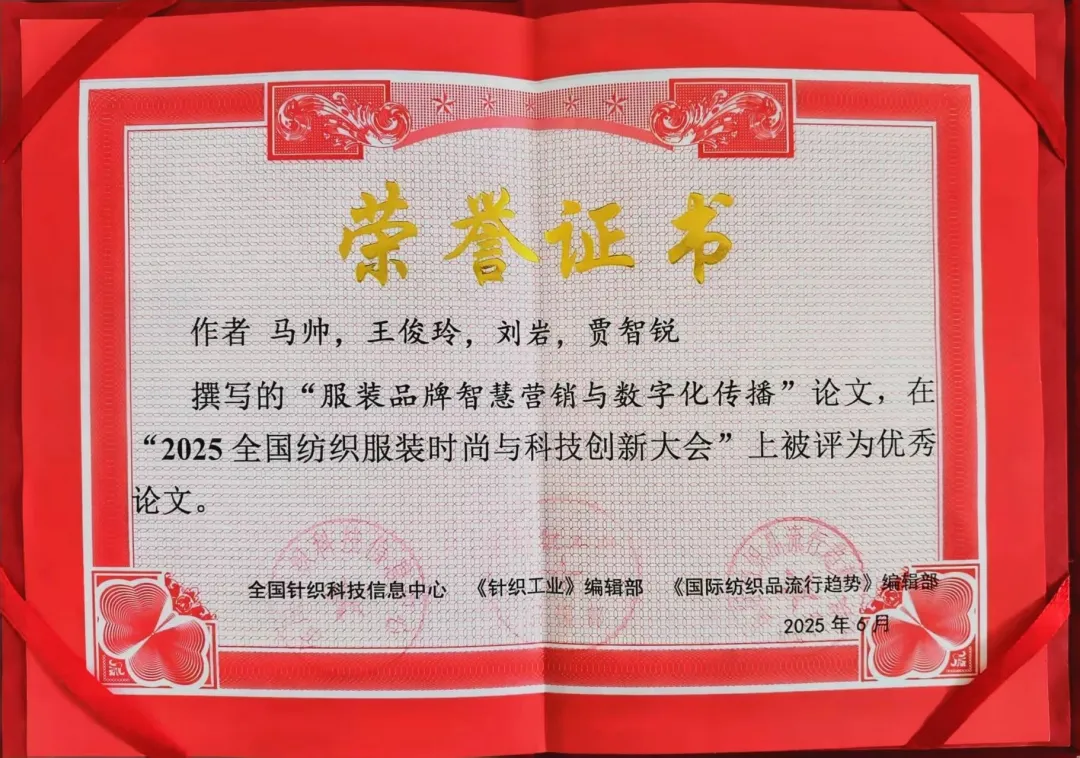 荣誉证书
作者 马帅，王俊玲，刘岩，贾智锐
撰写的“服装品牌智慧营销与数字化传播”论文，在
“2025全国纺织服装时尚与科技创新大会”上被评为优秀
论文。
全国针织科技信息中心 《针织工业》编辑部 《国际纺织品流行趋势》编辑部
2025年6月